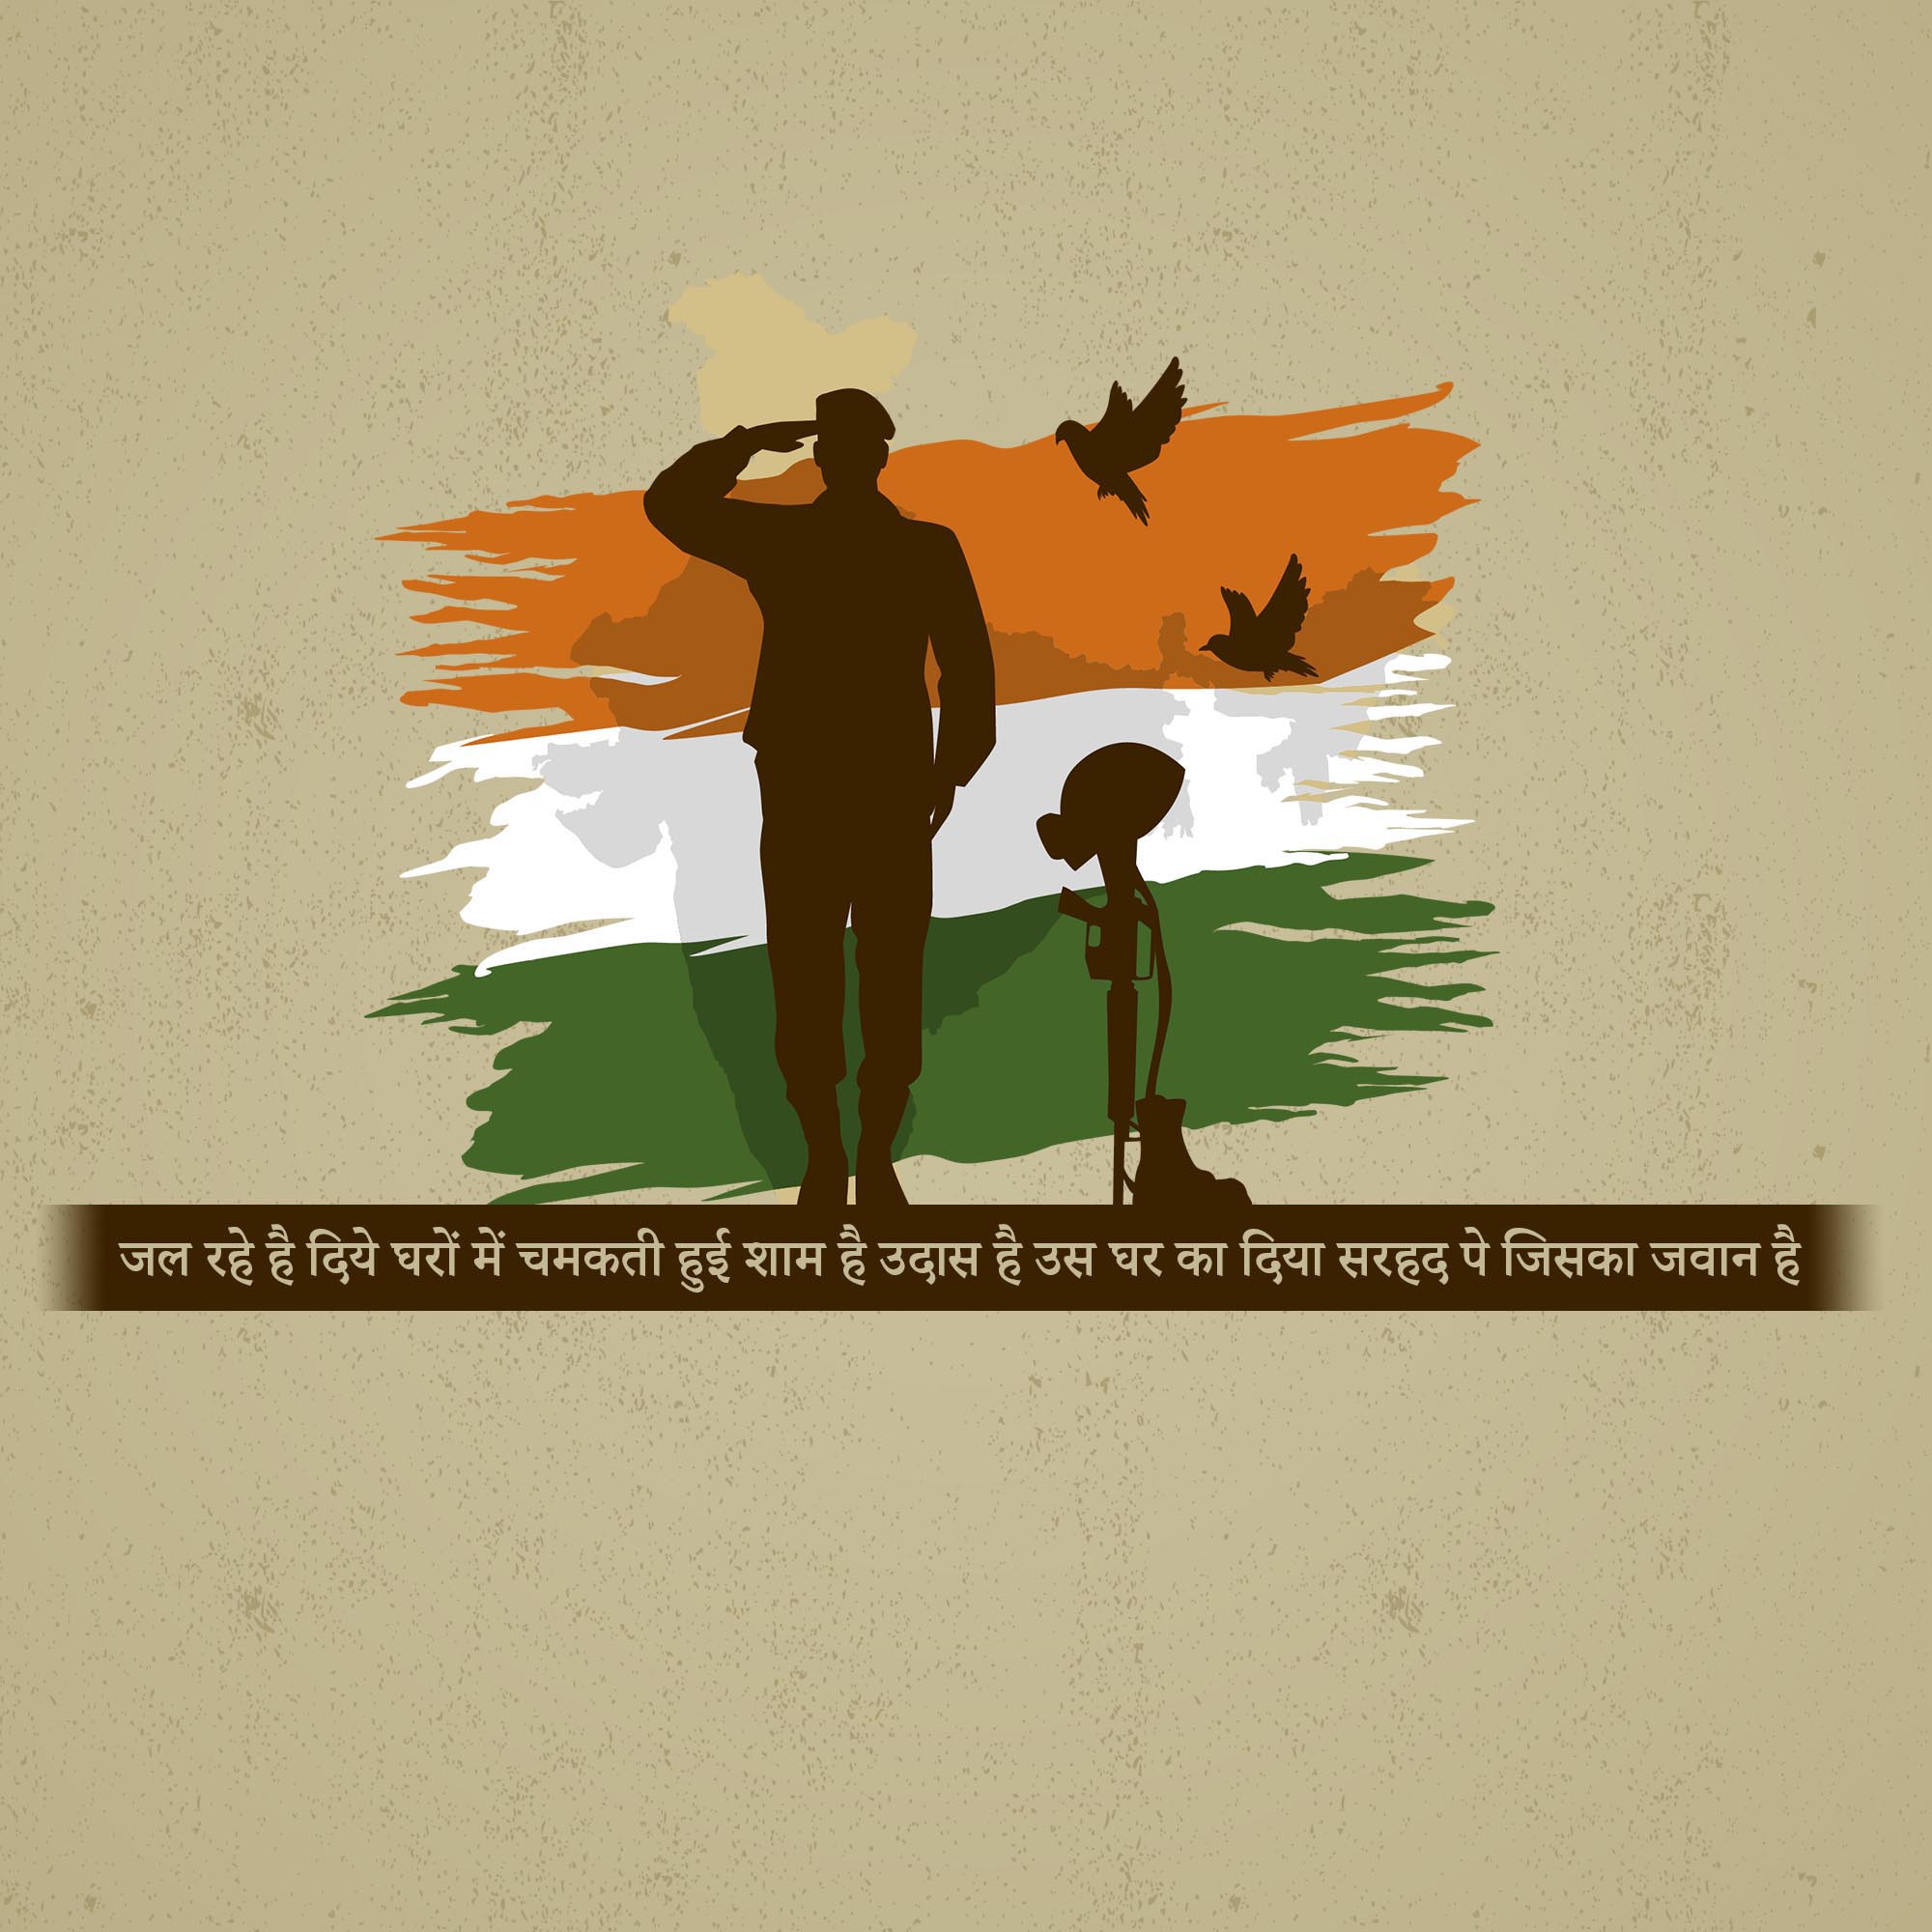 जल रहे है दिये घरों में चमकती हुई शाम है उदास है उस घर का दिया सरहद पे जिसका जवान है